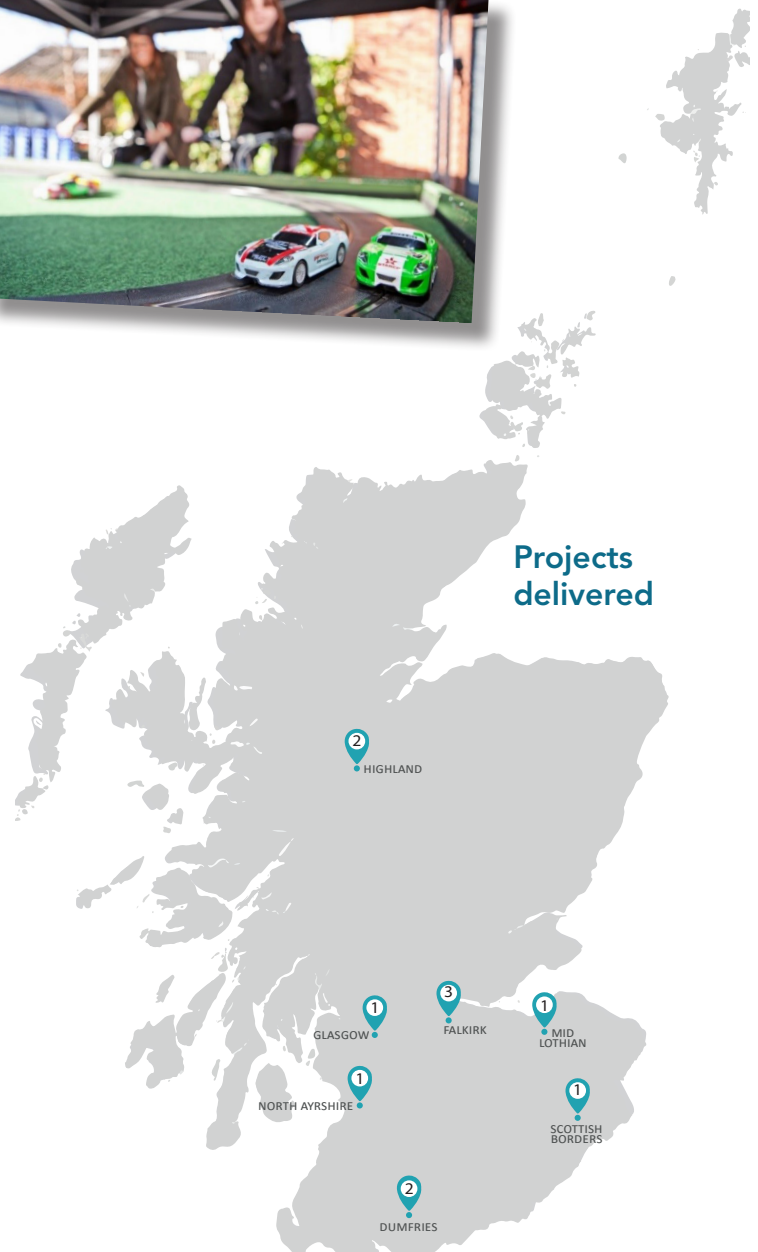 Projects
delivered
2
HIGHLAND
3
FALKIRK
1
GLASGOW
1
MID
LOTHIAN
1
NORTH AYRSHIRE
1
SCOTTISH
BORDERS
2
DUMFRIES